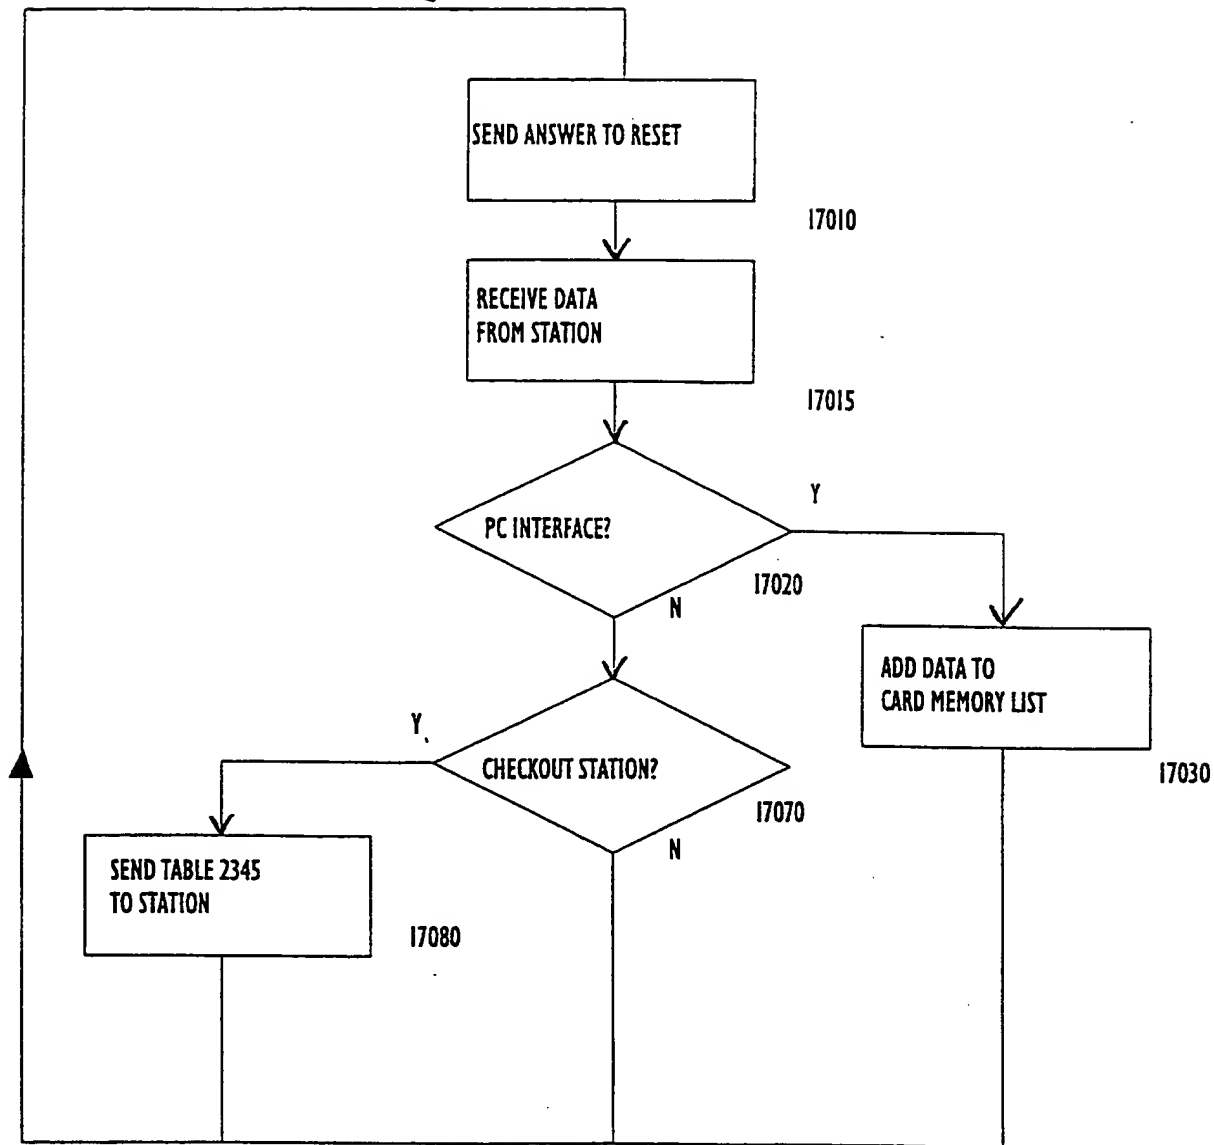 SEND ANSWER TO RESET
17010
RECEIVE DATA
FROM STATION
17015
PC INTERFACE?
Y
17020
N
ADD DATA TO
CARD MEMORY LIST
17030
Y
CHECKOUT STATION?
17070
N
SEND TABLE 2345
TO STATION
17080